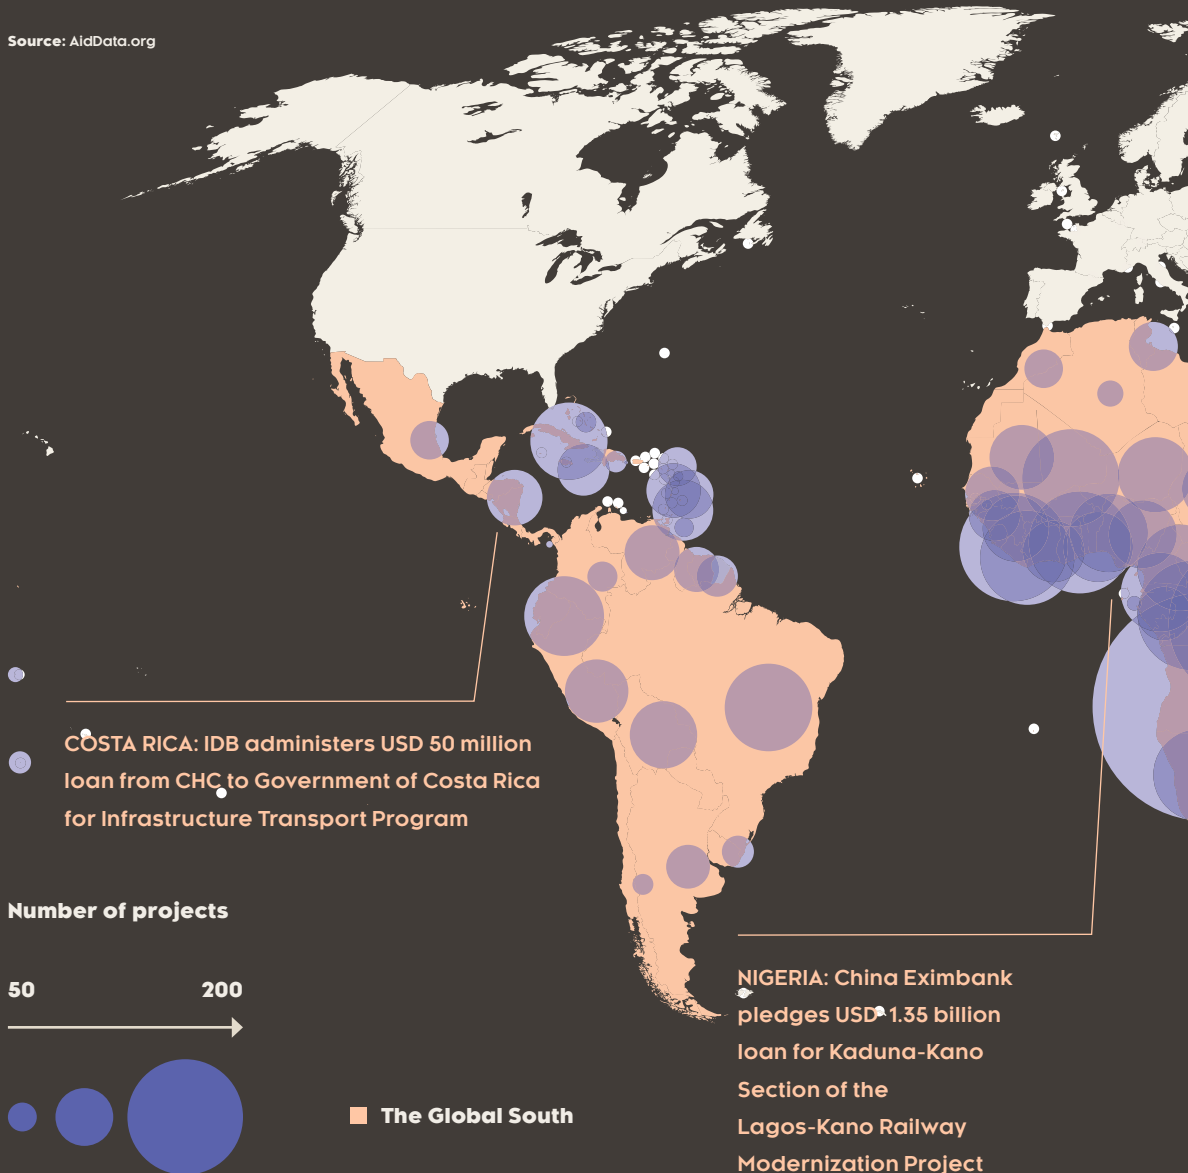 Source: AidData.org
COSTA RICA: IDB administers USD 50 million
loan from CHC to Government of Costa Rica
for Infrastructure Transport Program
Number of projects
50 200
The Global South
NIGERIA: China Eximbank
pledges USD 1.35 billion
loan for Kaduna-Kano
Section of the
Lagos-Kano Railway
Modernization Project